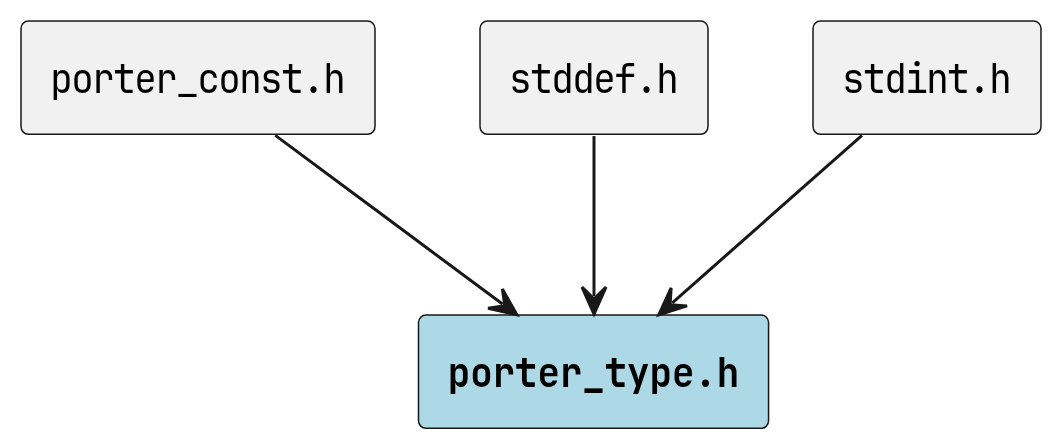 porter_const.h
stddef.h
stdint.h
porter_type.h